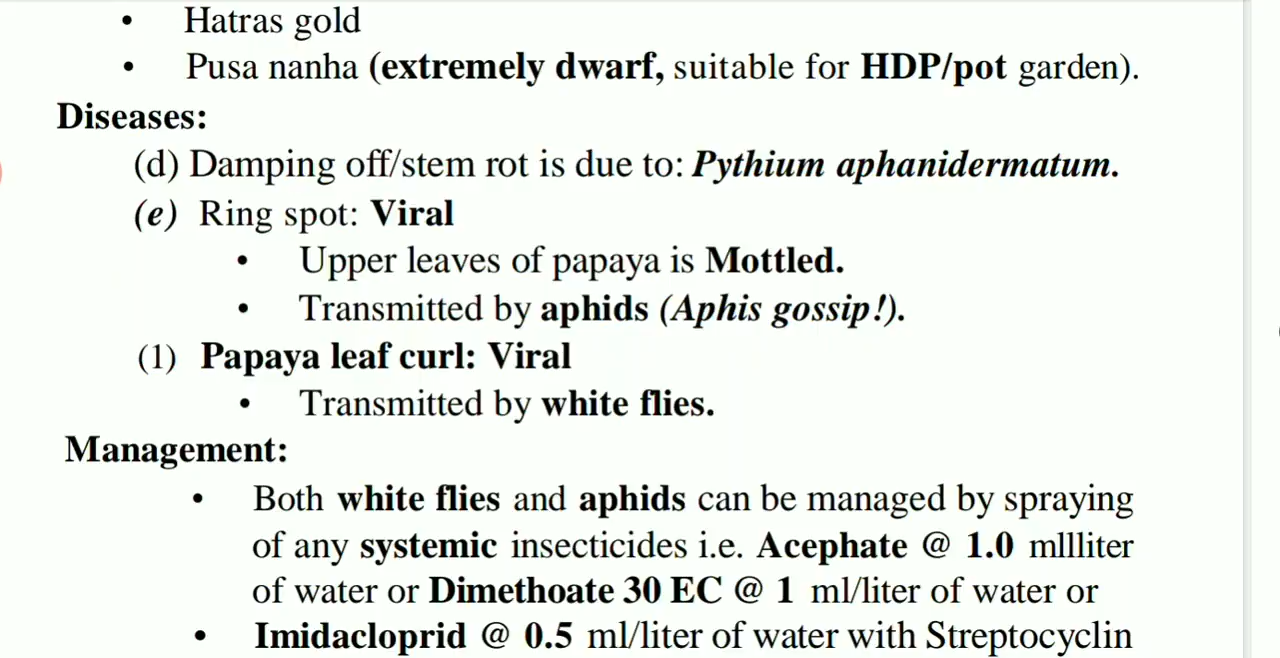 • Hatras gold
• Pusa nanha (extremely dwarf, suitable for HDP/pot garden).
Diseases:
(d) Damping off/stem rot is due to: Pythium aphanidermatum.
(e) Ring spot: Viral
• Upper leaves of papaya is Mottled.
• Transmitted by aphids (Aphis gossip!).
(1) Papaya leaf curl: Viral
• Transmitted by white flies.
Management:
• Both white flies and aphids can be managed by spraying
of any systemic insecticides i.e. Acephate @ 1.0 mllliter
of water or Dimethoate 30 EC @ 1 ml/liter of water or
• Imidacloprid @ 0.5 ml/liter of water with Streptocyclin